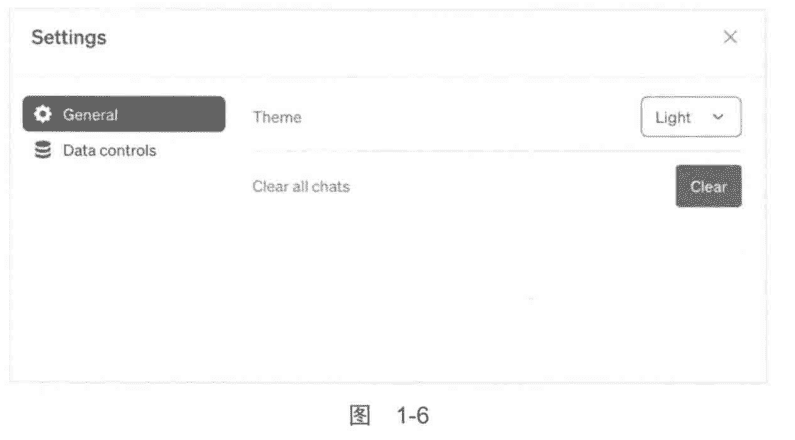 Settings
General
Theme
Light
Data controls
Clear all chats
Clear
图 1-6